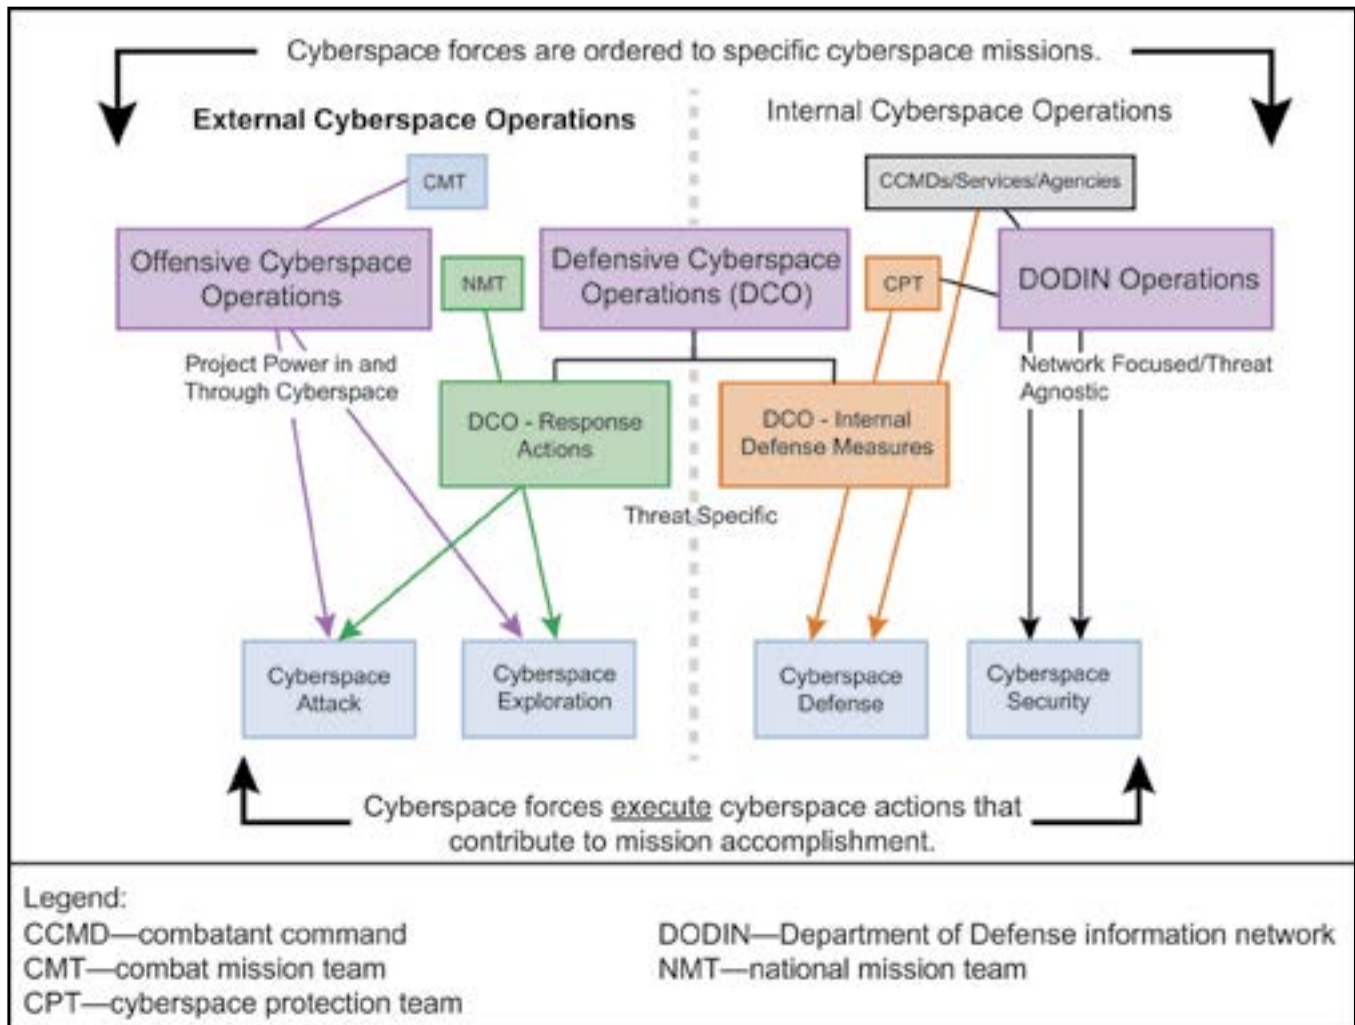 Cyberspace forces are ordered to specific cyberspace missions.
External Cyberspace Operations
Internal Cyberspace Operations
CMT
CCMDs/Services/Agencies
Offensive Cyberspace
Operations
NMT
Defensive Cyberspace
Operations (DCO)
CPT
DODIN Operations
Project Power in and
Through Cyberspace
Network Focused/Threat
Agnostic
DCO - Response
Actions
DCO - Internal
Defense Measures
Threat Specific
Cyberspace
Attack
Cyberspace
Exploration
Cyberspace
Defense
Cyberspace
Security
Cyberspace forces execute cyberspace actions that
contribute to mission accomplishment.
Legend:
CCMD—combatant command
CMT—combat mission team
CPT—cyberspace protection team
DODIN—Department of Defense information network
NMT—national mission team